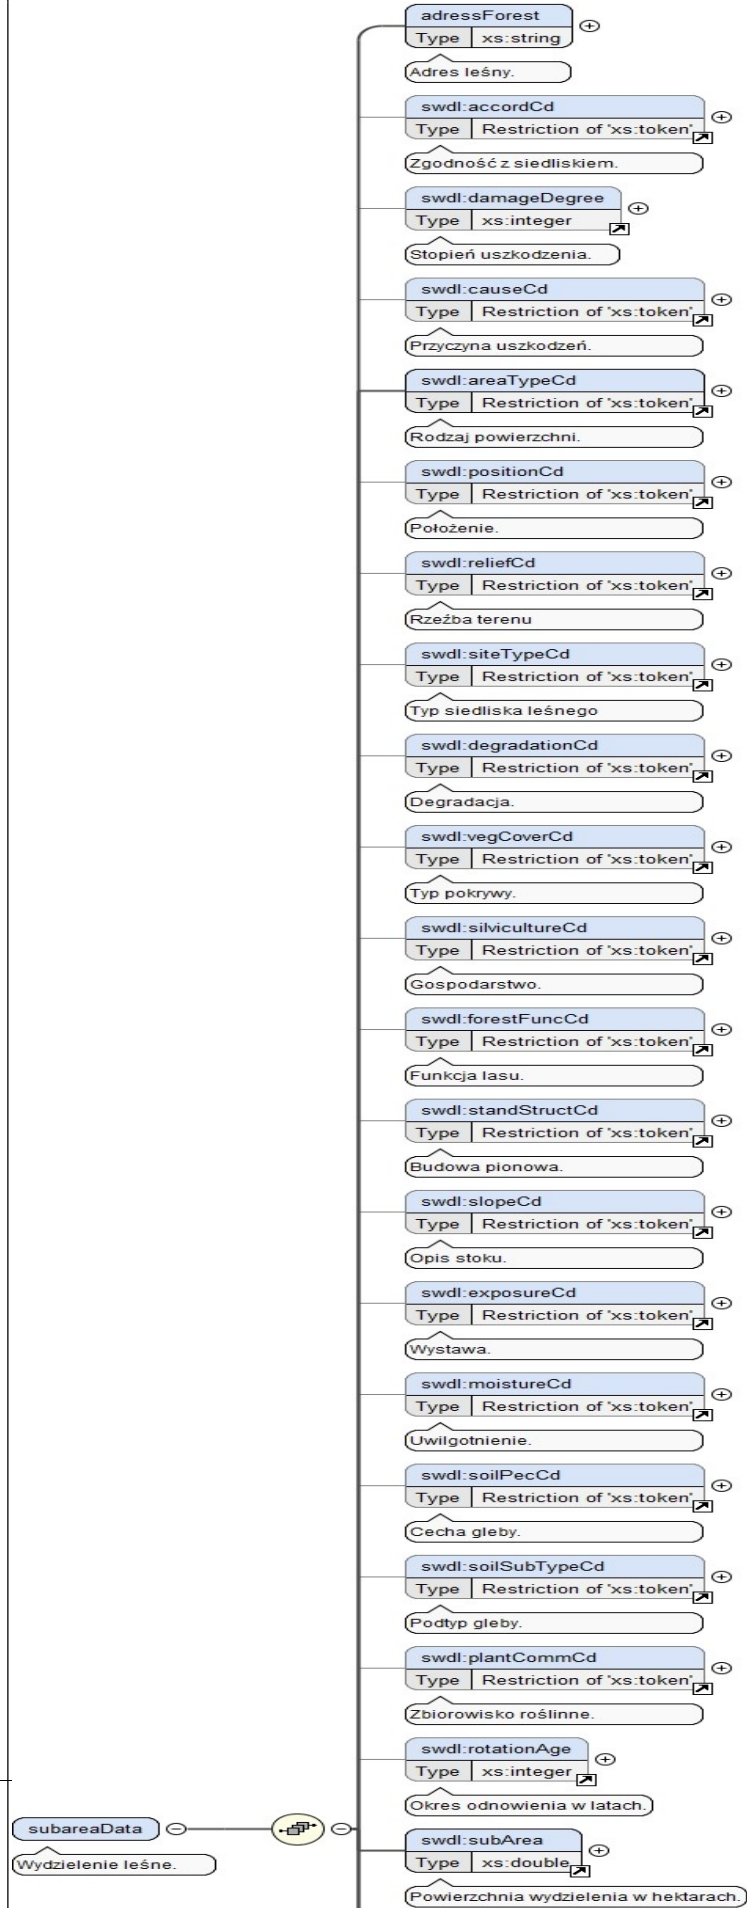 adressForest
Type xs:string
Adres leśny.
swdl:accordCd
Type Restriction of 'xs:token'
Zgodność z siedliskiem.
swdl:damageDegree
Type xs:integer
Stopień uszkodzenia.
swdl:causeCd
Type Restriction of 'xs:token'
Przyczyna uszkodzeń.
swdl:areaTypeCd
Type Restriction of 'xs:token'
Rodzaj powierzchni.
swdl:positionCd
Type Restriction of 'xs:token'
Położenie.
swdl:reliefCd
Type Restriction of 'xs:token'
Rzeźba terenu
swdl:siteTypeCd
Type Restriction of 'xs:token'
Typ siedliska leśnego
swdl:degradationCd
Type Restriction of 'xs:token'
Degradacja.
swdl:vegCoverCd
Type Restriction of 'xs:token'
Typ pokrywy.
swdl:silvicultureCd
Type Restriction of 'xs:token'
Gospodarstwo.
swdl:forestFuncCd
Type Restriction of 'xs:token'
Funkcja lasu.
swdl:standStructCd
Type Restriction of 'xs:token'
Budowa pionowa.
swdl:slopeCd
Type Restriction of 'xs:token'
Opis stoku.
swdl:exposureCd
Type Restriction of 'xs:token'
Wystawa.
swdl:moistureCd
Type Restriction of 'xs:token'
Uwilgotnienie.
swdl:soilPecCd
Type Restriction of 'xs:token'
Cecha gleby.
swdl:soilSubTypeCd
Type Restriction of 'xs:token'
Podtyp gleby.
swdl:plantCommCd
Type Restriction of 'xs:token'
Zbiorowisko roślinne.
swdl:rotationAge
Type xs:integer
Okres odnowienia w latach.
subareaData
Wydzielenie leśne.
swdl:subArea
Type xs:double
Powierzchnia wydzielenia w hektarach.